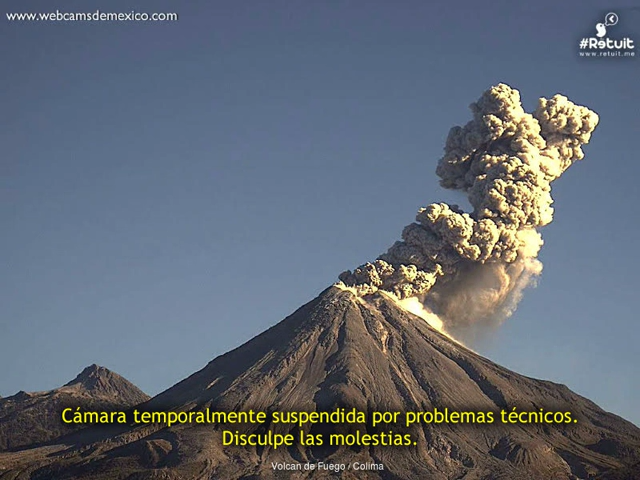 www.webcamsdemexico.com
#Retuit
www.retuit.me
Cámara temporalmente suspendida por problemas técnicos.
Disculpe las molestias.
Volcan de Fuego / Colima